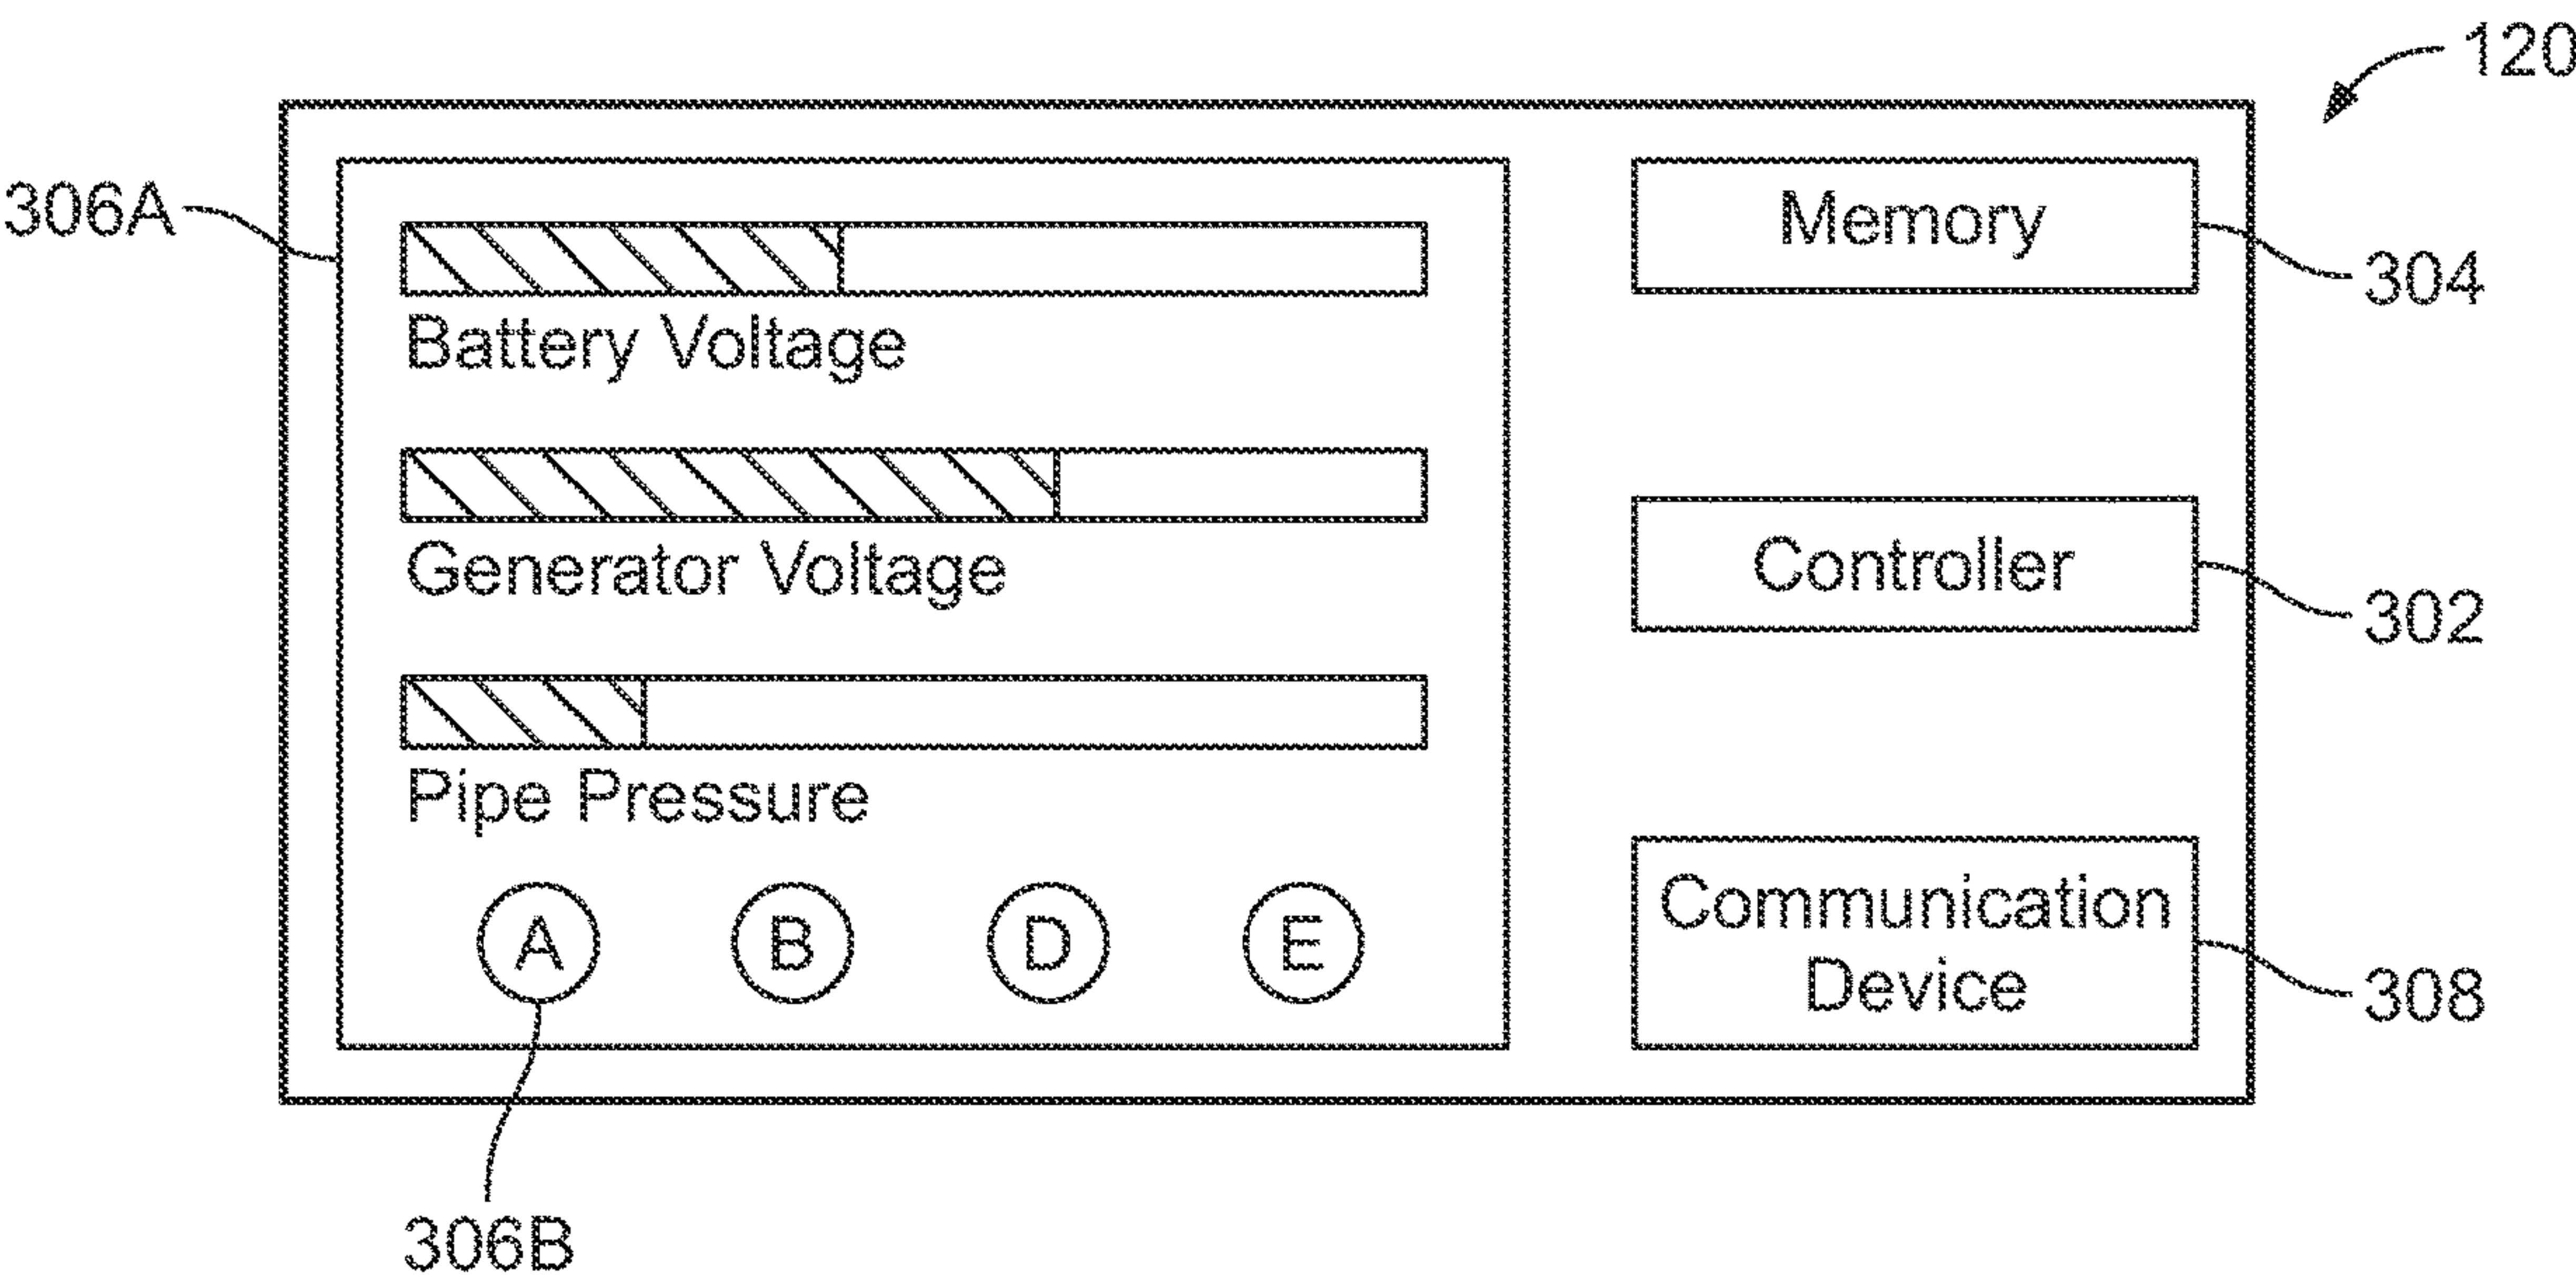 120
306A
Battery Voltage
Generator Voltage
Pipe Pressure
A B D E
306B
Memory
304
Controller
302
Communication
Device
308